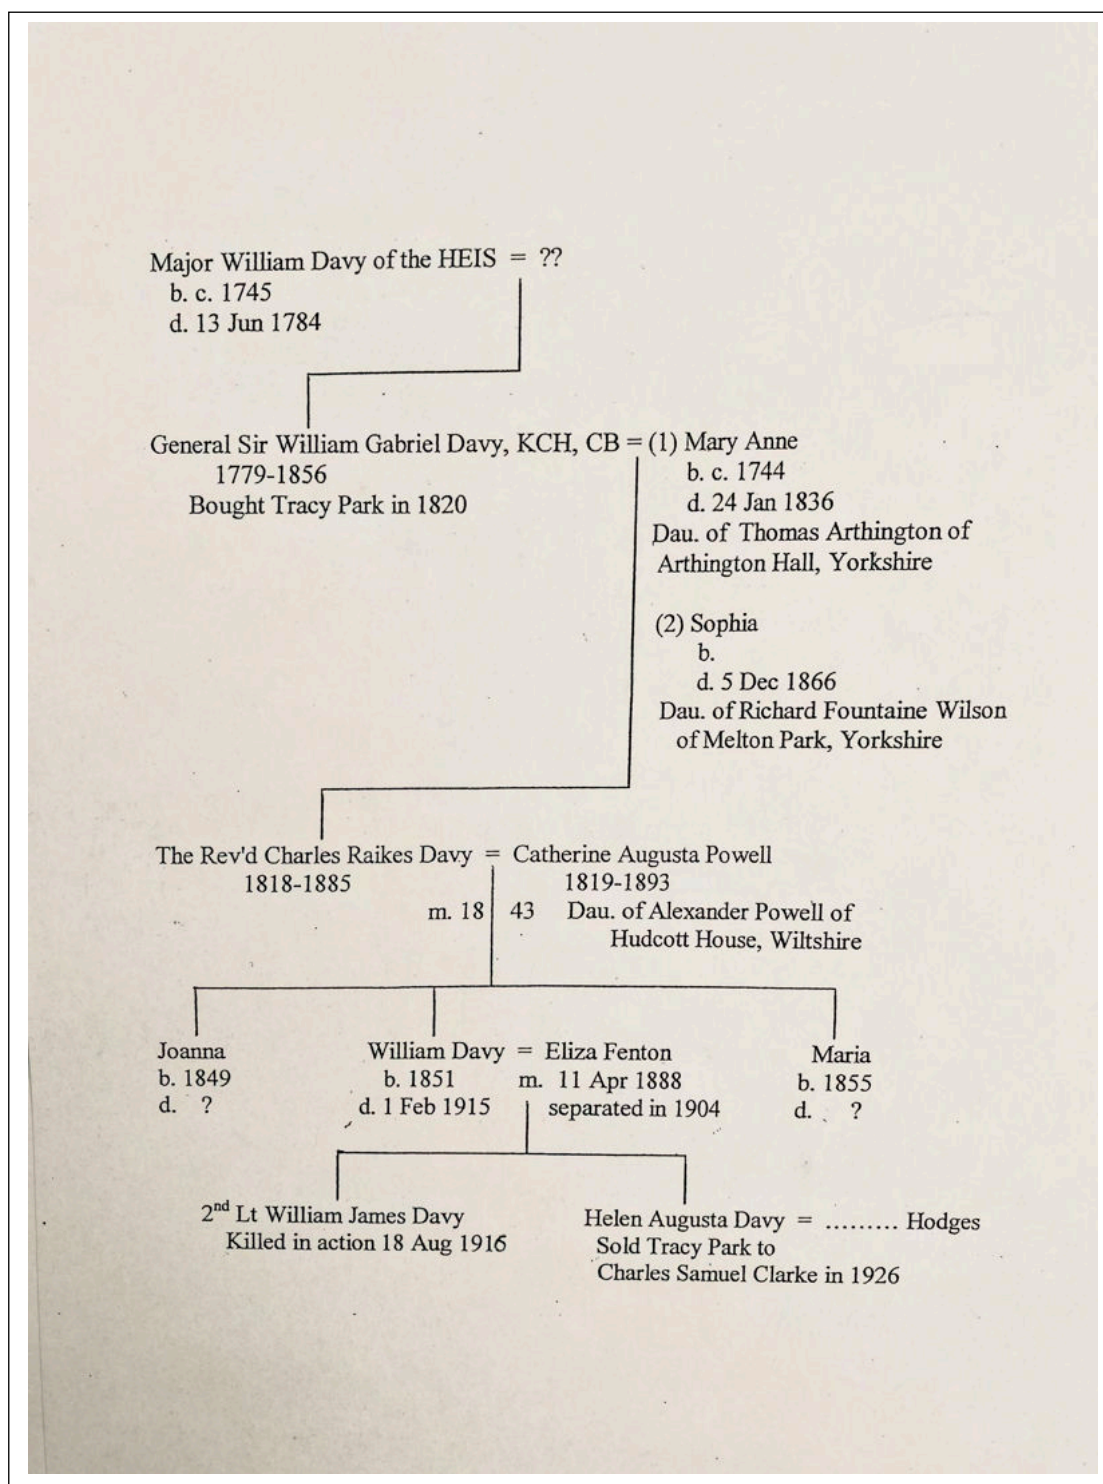 Major William Davy of the HEIS = ??
b. c. 1745
d. 13 Jun 1784
General Sir William Gabriel Davy, KCH, CB = (1) Mary Anne
1779-1856
Bought Tracy Park in 1820
b. c. 1744
d. 24 Jan 1836
Dau. of Thomas Arthington of
Arthington Hall, Yorkshire
(2) Sophia
b.
d. 5 Dec 1866
Dau. of Richard Fountaine Wilson
of Melton Park, Yorkshire
The Rev'd Charles Raikes Davy = Catherine Augusta Powell
1818-1885
1819-1893
m. 18 43
Dau. of Alexander Powell of
Hudcott House, Wiltshire
Joanna
b. 1849
d. ?
William Davy = Eliza Fenton
b. 1851 m. 11 Apr 1888
d. 1 Feb 1915 separated in 1904
Maria
b. 1855
d. ?
2nd Lt William James Davy
Killed in action 18 Aug 1916
Helen Augusta Davy = ......... Hodges
Sold Tracy Park to
Charles Samuel Clarke in 1926